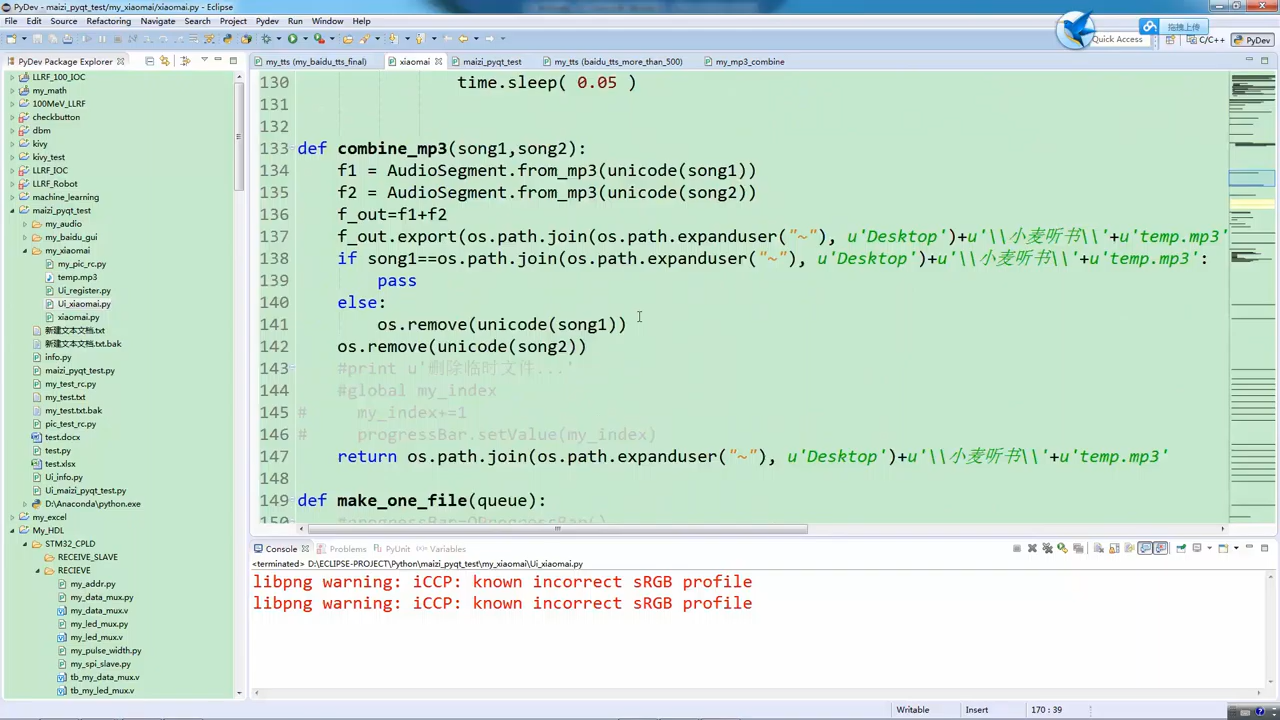 PyDev - maizi_pyqt_test/my_xiaomai/xiaomai.py - Eclipse
File Edit Source Refactoring Navigate Search Project Pydev Run Window Help
拖拽上传
Quick Access C/C++ PyDev
PyDev Package Explorer
my_tts (my_baidu_tts_final) xiaomai maizi_pyqt_test my_tts (baidu_tts_more_than_500) my_mp3_combine
LLRF_100_IOC
my_math
100MeV_LLRF
checkbutton
dbm
kivy
kivy_test
LLRF_IOC
LLRF_Robot
machine_learning
maizi_pyqt_test
my_audio
my_baidu_gui
my_xiaomai
my_pic_rc.py
temp.mp3
Ui_register.py
Ui_xiaomai.py
xiaomai.py
新建文本文档.txt
新建文本文档.txt.bak
info.py
maizi_pyqt_test.py
my_test_rc.py
my_test.txt
my_test.txt.bak
pic_test_rc.py
test.docx
test.py
test.xlsx
Ui_info.py
Ui_maizi_pyqt_test.py
D:\Anaconda\python.exe
my_excel
My_HDL
STM32_CPLD
RECEIVE_SLAVE
RECIEVE
my_addr.py
my_data_mux.py
my_data_mux.v
my_led_mux.py
my_led_mux.v
my_pulse_width.py
my_spi_slave.py
tb_my_data_mux.v
tb_my_led_mux.v
130 time.sleep( 0.05 )
131
132
133 def combine_mp3(song1,song2):
134 f1 = AudioSegment.from_mp3(unicode(song1))
135 f2 = AudioSegment.from_mp3(unicode(song2))
136 f_out=f1+f2
137 f_out.export(os.path.join(os.path.expanduser("~"), u'Desktop')+u'\\小麦听书\\'+u'temp.mp3'
138 if song1==os.path.join(os.path.expanduser("~"), u'Desktop')+u'\\小麦听书\\'+u'temp.mp3':
139 pass
140 else:
141 os.remove(unicode(song1))
142 os.remove(unicode(song2))
143 #print u'删除临时文件...'
144 #global my_index
145 # my_index+=1
146 # progressBar.setValue(my_index)
147 return os.path.join(os.path.expanduser("~"), u'Desktop')+u'\\小麦听书\\'+u'temp.mp3'
148
149 def make_one_file(queue):
150 #progressBar=QProgressBar()
Console Problems PyUnit Variables
<terminated> D:\ECLIPSE-PROJECT\Python\maizi_pyqt_test\my_xiaomai\Ui_xiaomai.py
libpng warning: iCCP: known incorrect sRGB profile
libpng warning: iCCP: known incorrect sRGB profile
Writable Insert 170 : 39